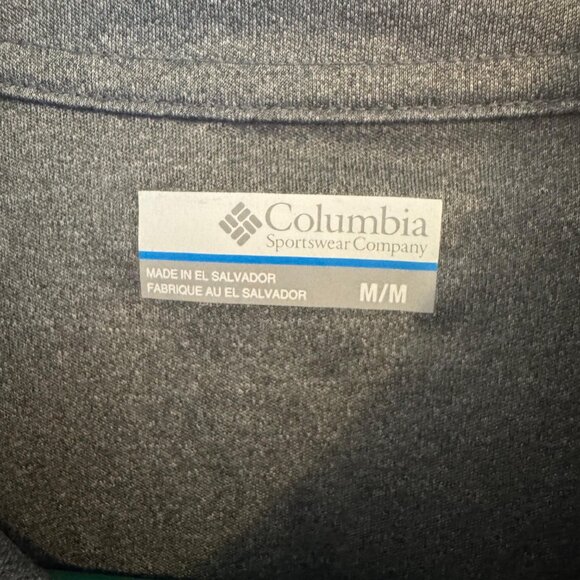 Columbia
Sportswear Company
MADE IN EL SALVADOR
FABRIQUE AU EL SALVADOR
M/M